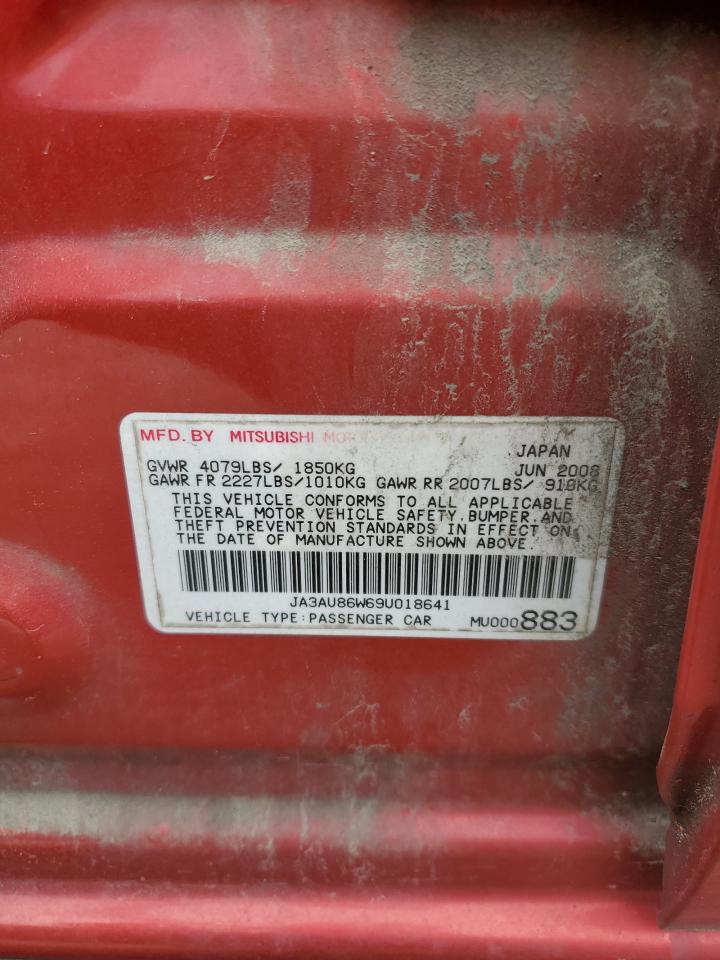 MFD. BY MITSUBISHI
JAPAN
GVWR 4079LBS/ 1850KG JUN 2008
GAWR FR 2227LBS/1010KG GAWR RR 2007LBS/ 910KG
THIS VEHICLE CONFORMS TO ALL APPLICABLE
FEDERAL MOTOR VEHICLE SAFETY, BUMPER, AND
THEFT PREVENTION STANDARDS IN EFFECT ON
THE DATE OF MANUFACTURE SHOWN ABOVE.
JA3AU86W69U018641
VEHICLE TYPE:PASSENGER CAR MU000883